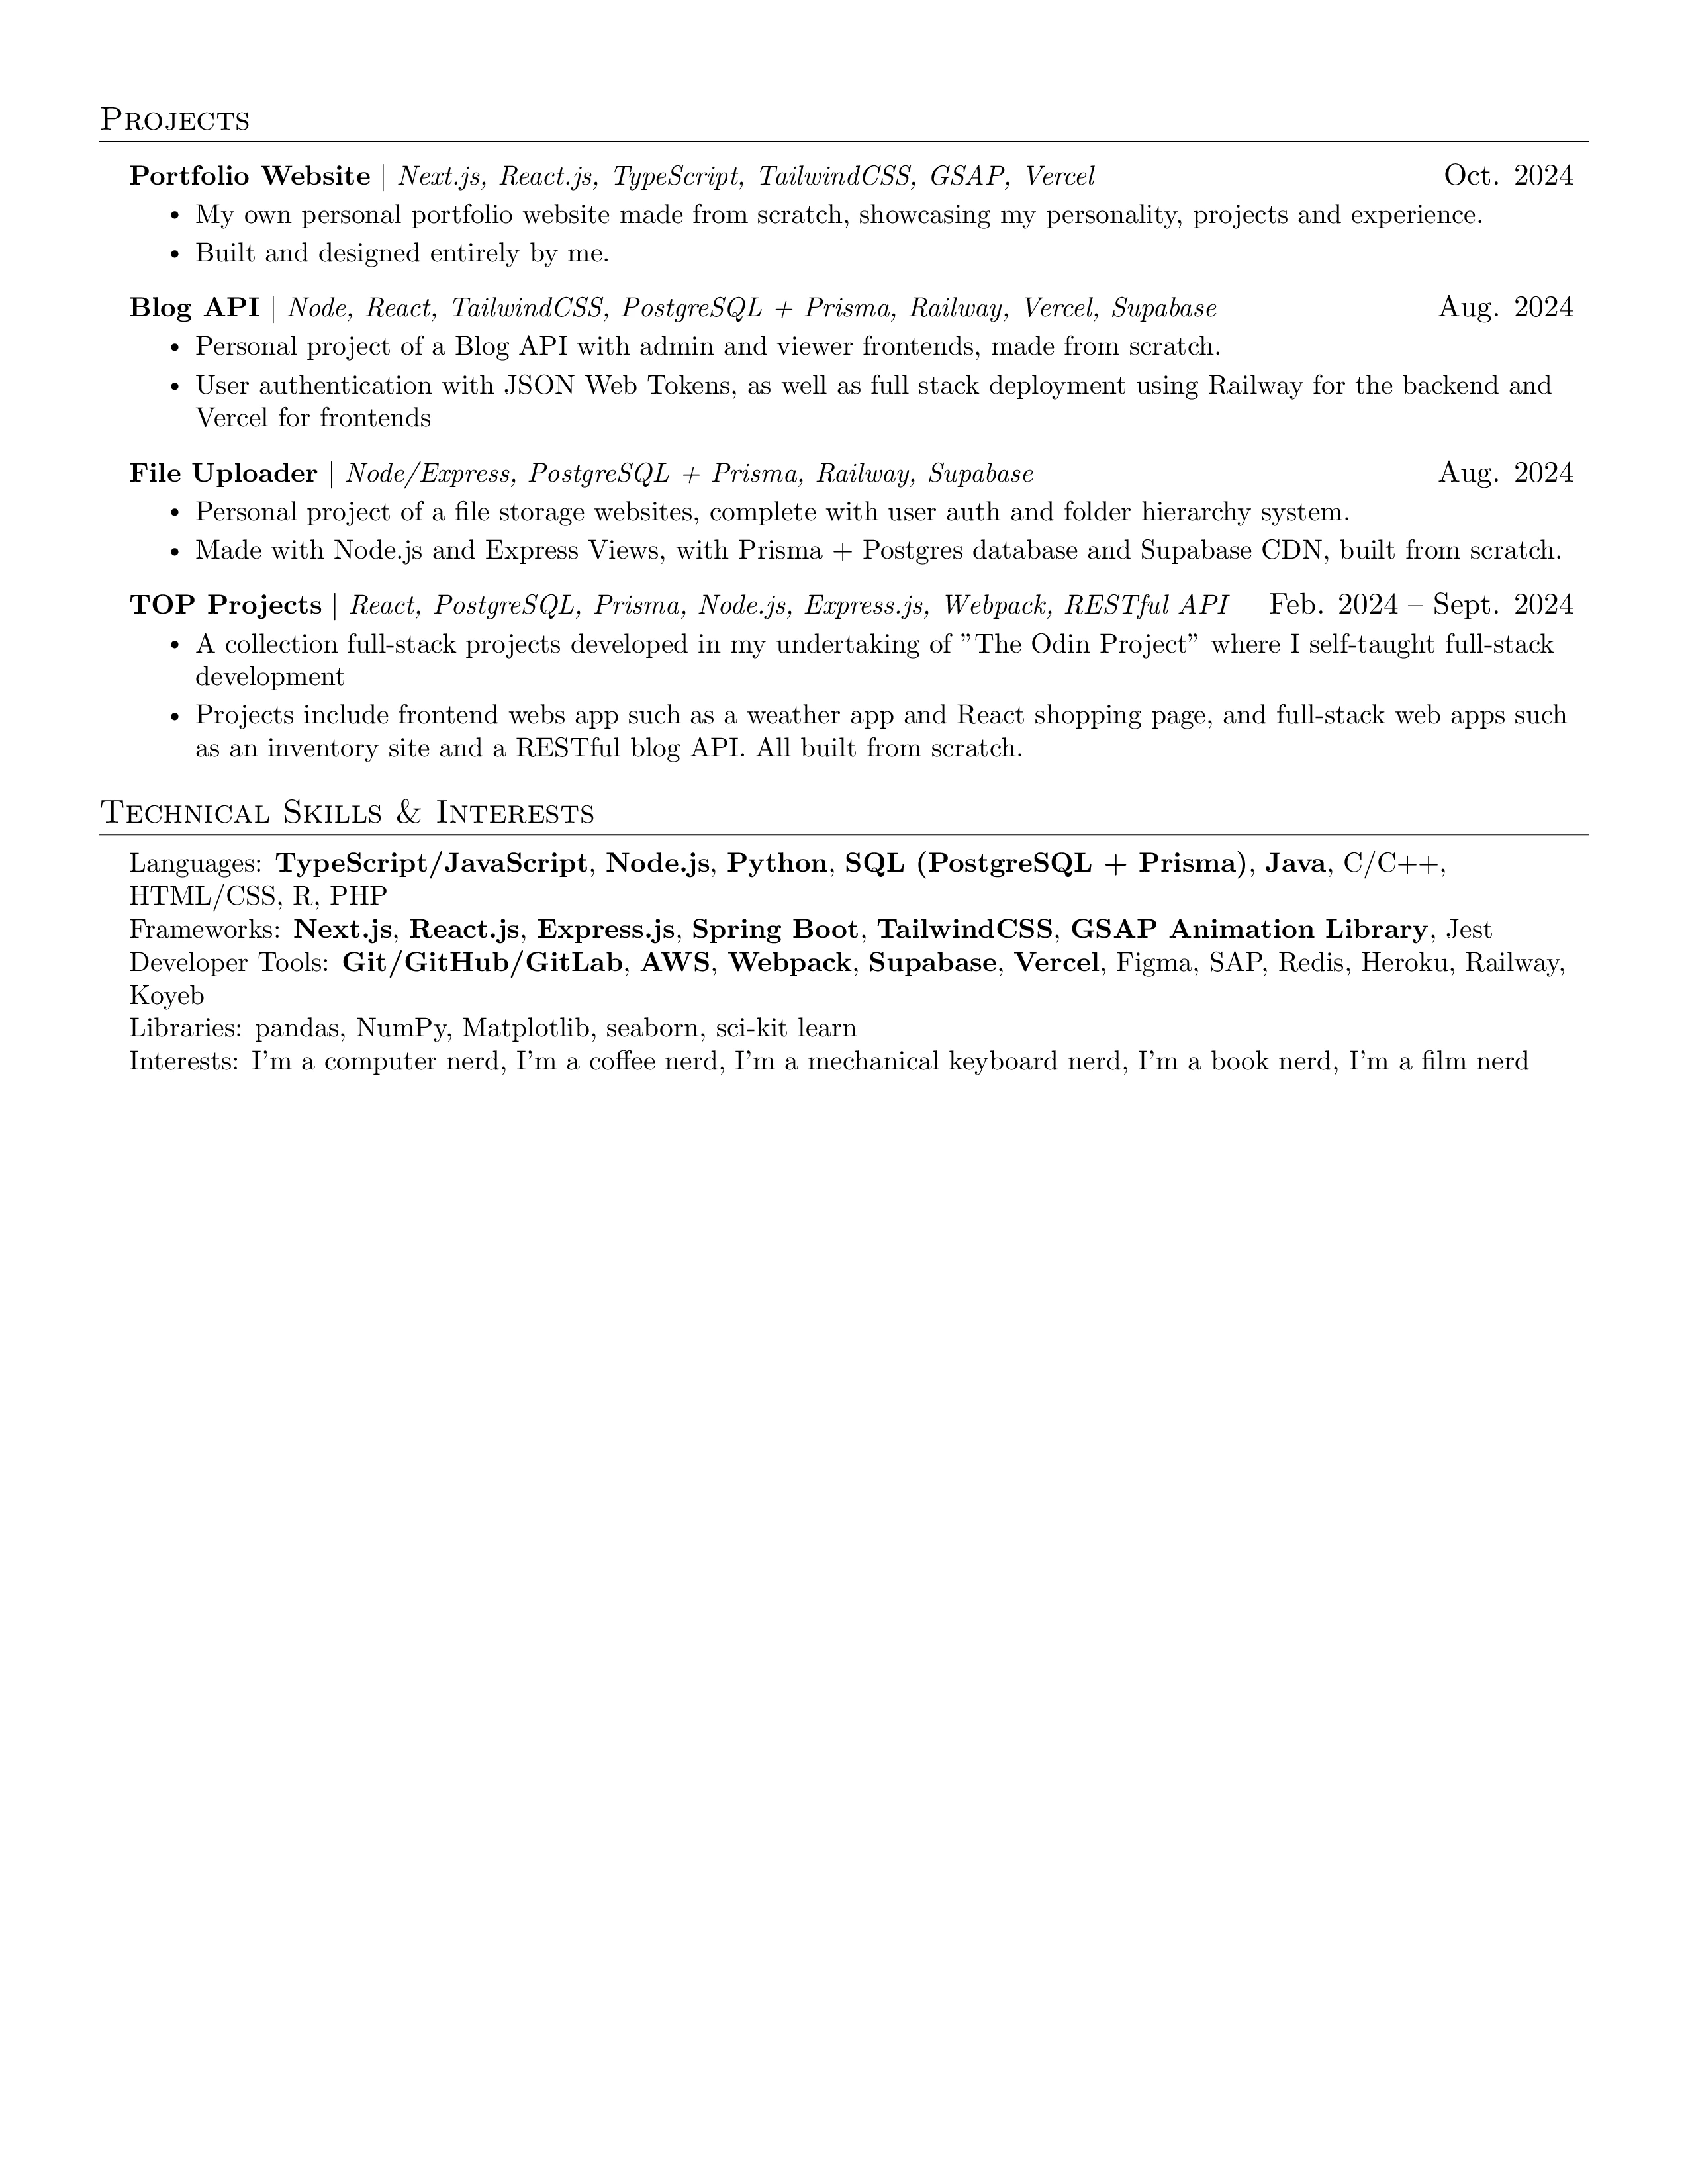 Projects
Portfolio Website | Next.js, React.js, TypeScript, TailwindCSS, GSAP, Vercel Oct. 2024
• My own personal portfolio website made from scratch, showcasing my personality, projects and experience.
• Built and designed entirely by me.
Blog API | Node, React, TailwindCSS, PostgreSQL + Prisma, Railway, Vercel, Supabase Aug. 2024
• Personal project of a Blog API with admin and viewer frontends, made from scratch.
• User authentication with JSON Web Tokens, as well as full stack deployment using Railway for the backend and
Vercel for frontends
File Uploader | Node/Express, PostgreSQL + Prisma, Railway, Supabase Aug. 2024
• Personal project of a file storage websites, complete with user auth and folder hierarchy system.
• Made with Node.js and Express Views, with Prisma + Postgres database and Supabase CDN, built from scratch.
TOP Projects | React, PostgreSQL, Prisma, Node.js, Express.js, Webpack, RESTful API Feb. 2024 – Sept. 2024
• A collection full-stack projects developed in my undertaking of ”The Odin Project” where I self-taught full-stack
development
• Projects include frontend webs app such as a weather app and React shopping page, and full-stack web apps such
as an inventory site and a RESTful blog API. All built from scratch.
Technical Skills & Interests
Languages: TypeScript/JavaScript, Node.js, Python, SQL (PostgreSQL + Prisma), Java, C/C++,
HTML/CSS, R, PHP
Frameworks: Next.js, React.js, Express.js, Spring Boot, TailwindCSS, GSAP Animation Library, Jest
Developer Tools: Git/GitHub/GitLab, AWS, Webpack, Supabase, Vercel, Figma, SAP, Redis, Heroku, Railway,
Koyeb
Libraries: pandas, NumPy, Matplotlib, seaborn, sci-kit learn
Interests: I’m a computer nerd, I’m a coffee nerd, I’m a mechanical keyboard nerd, I’m a book nerd, I’m a film nerd